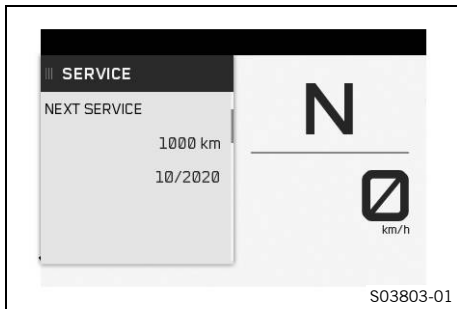 SERVICE
NEXT SERVICE
1000 km
10/2020
N
0
km/h
S03803-01